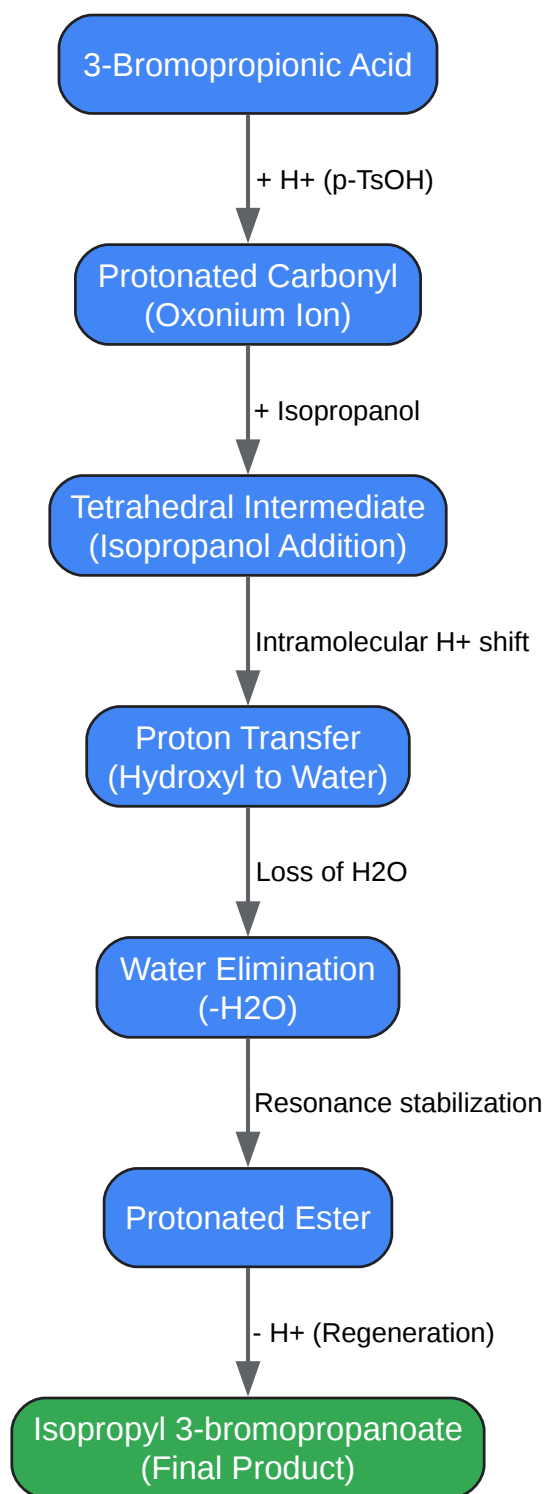 3-Bromopropionic Acid
+ H+ (p-TsOH)
Protonated Carbonyl
(Oxonium Ion)
+ Isopropanol
Tetrahedral Intermediate
(Isopropanol Addition)
Intramolecular H+ shift
Proton Transfer
(Hydroxyl to Water)
Loss of H2O
Water Elimination
(-H2O)
Resonance stabilization
Protonated Ester
- H+ (Regeneration)
Isopropyl 3-bromopropanoate
(Final Product)